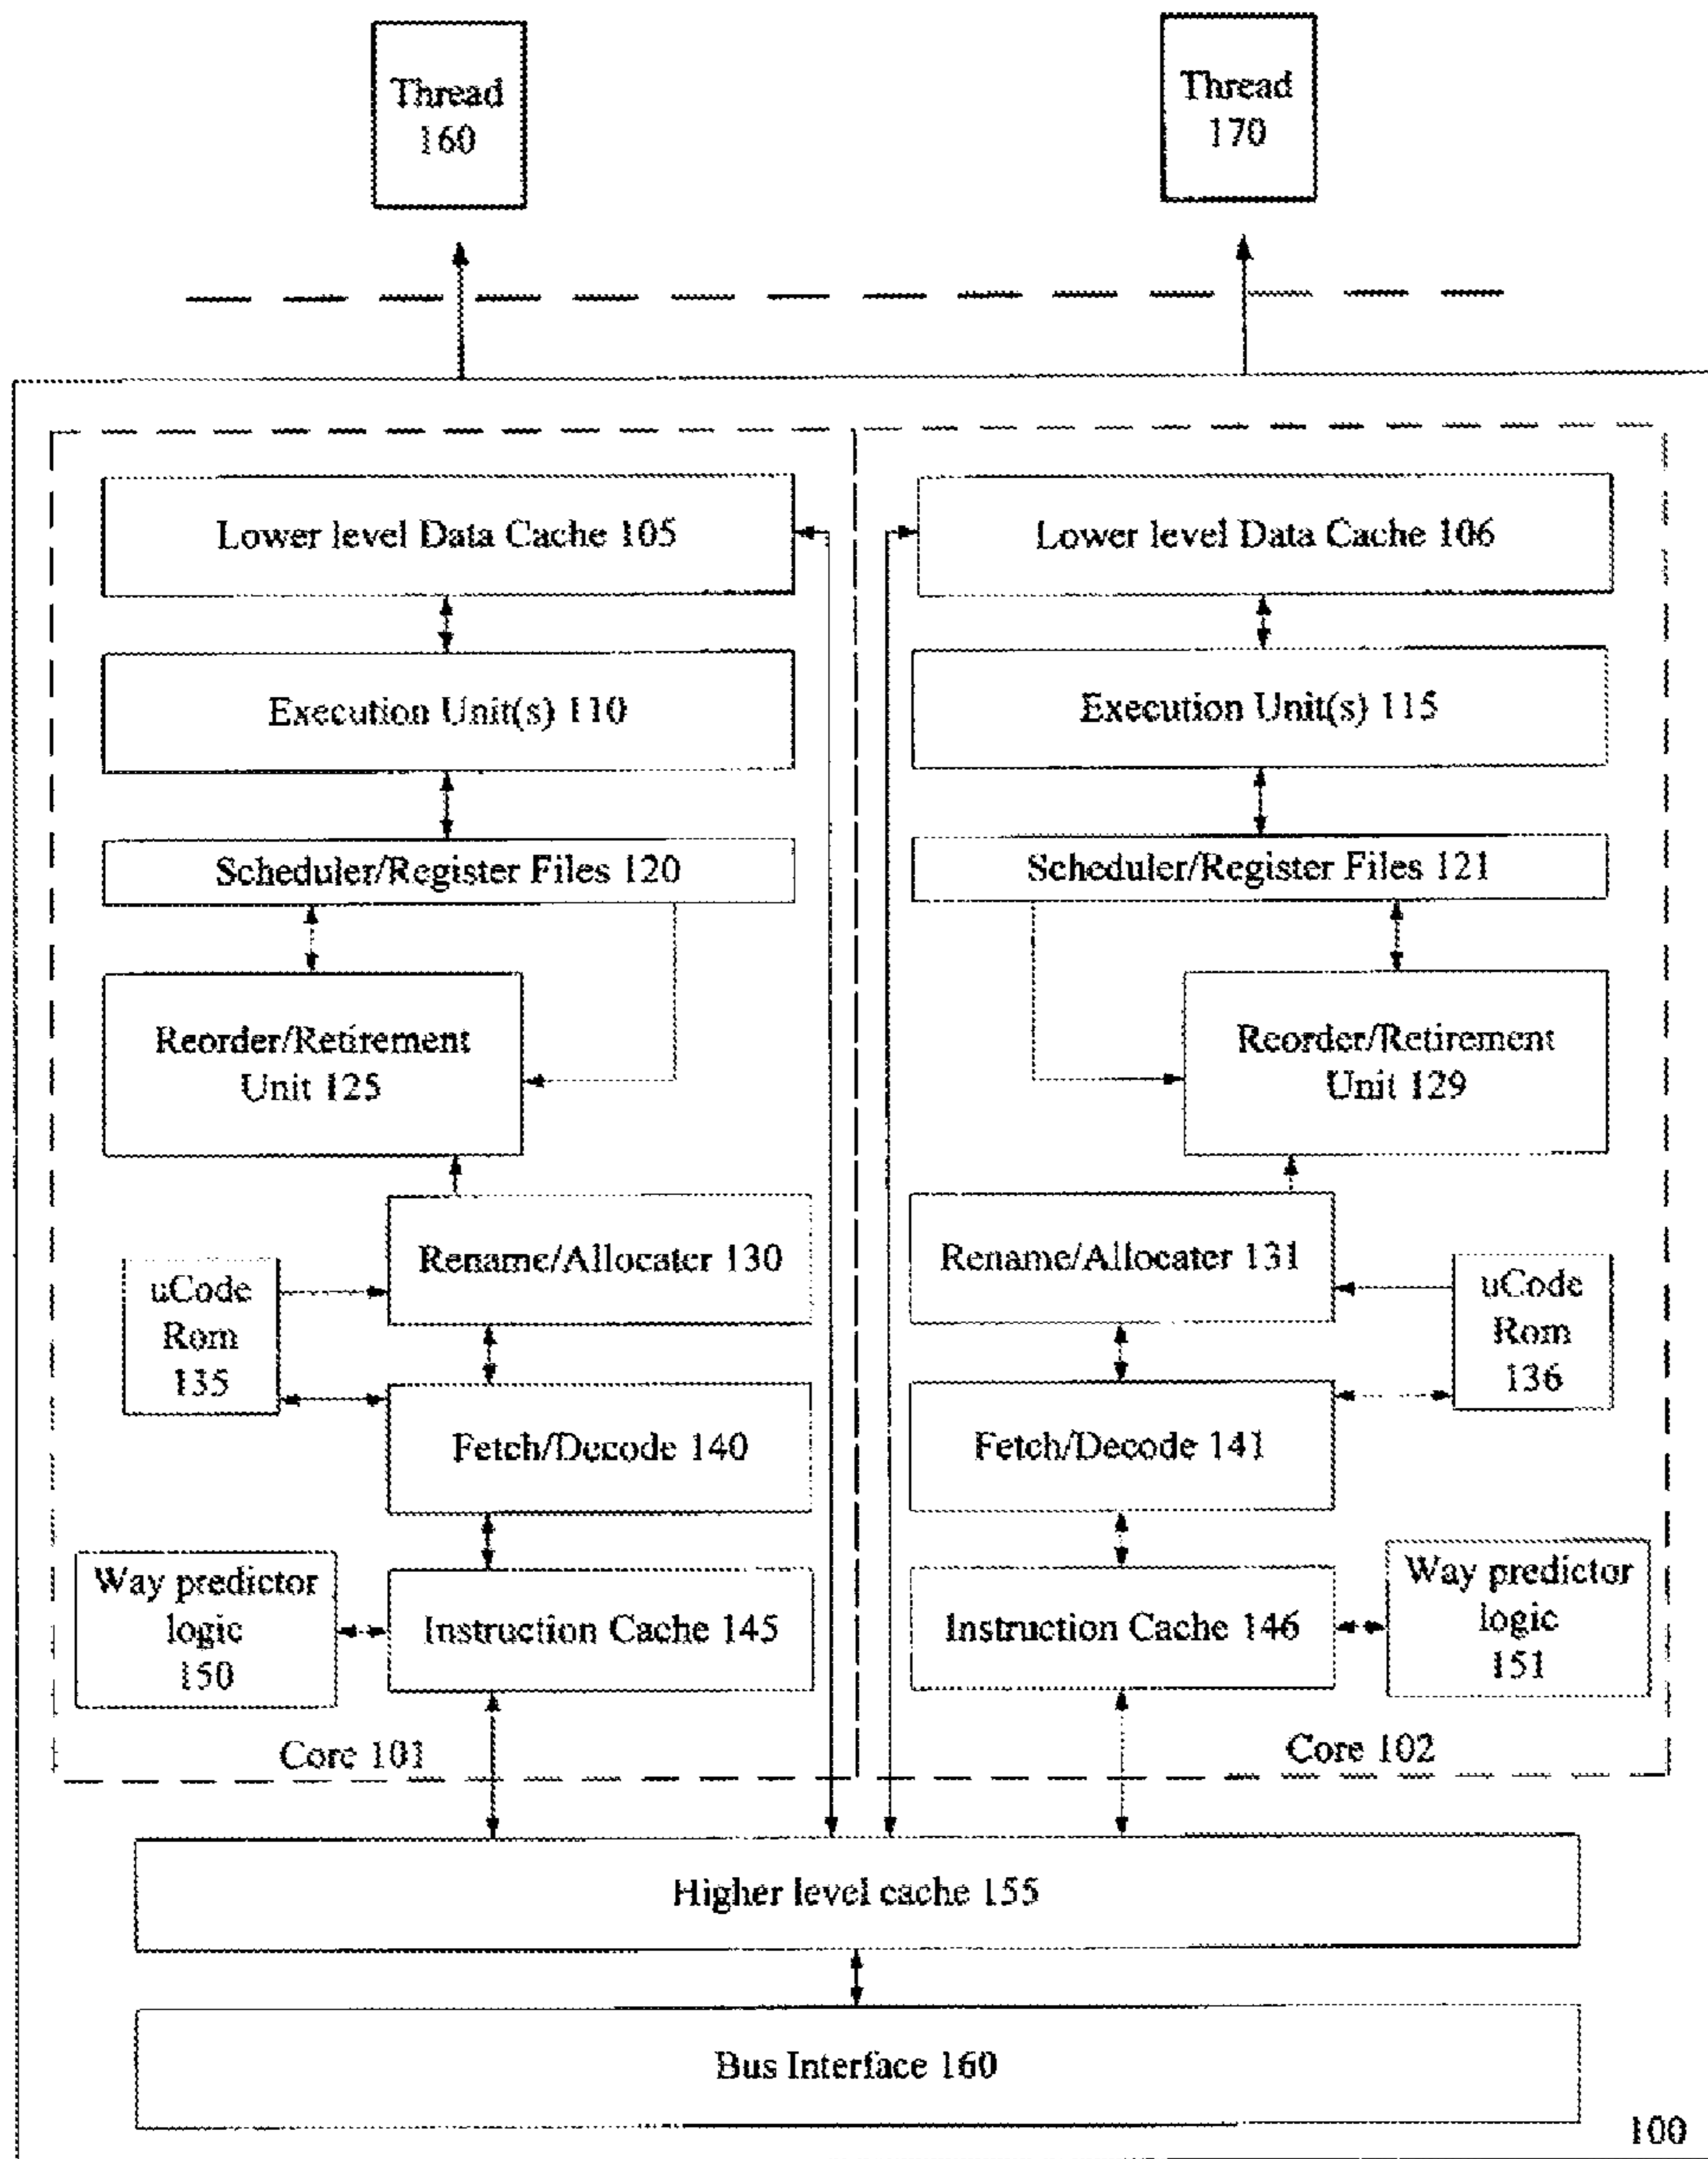 Thread
160
Thread
170
Lower level Data Cache 105
Execution Unit(s) 110
Scheduler/Register Files 120
Reorder/Retirement
Unit 125
Rename/Allocater 130
uCode
Rom
135
Fetch/Decode 140
Way predictor
logic
150
Instruction Cache 145
Core 101
Lower level Data Cache 106
Execution Unit(s) 115
Scheduler/Register Files 121
Reorder/Retirement
Unit 129
Rename/Allocater 131
uCode
Rom
136
Fetch/Decode 141
Instruction Cache 146
Way predictor
logic
151
Core 102
Higher level cache 155
Bus Interface 160
100